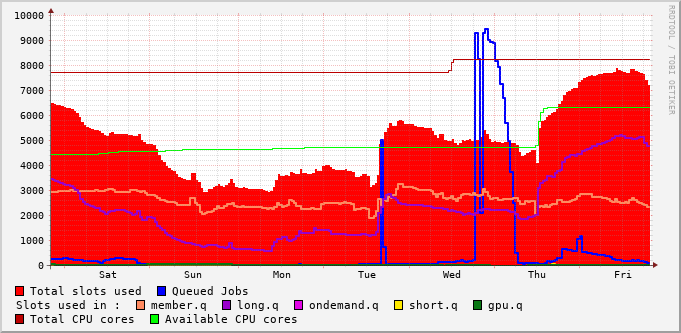 10000
9000
8000
7000
6000
5000
4000
3000
2000
1000
0
Sat Sun Mon Tue Wed Thu Fri
RRDTOOL / TOBI OETIKER
Total slots used Queued Jobs
Slots used in : member.q long.q ondemand.q short.q gpu.q
Total CPU cores Available CPU cores